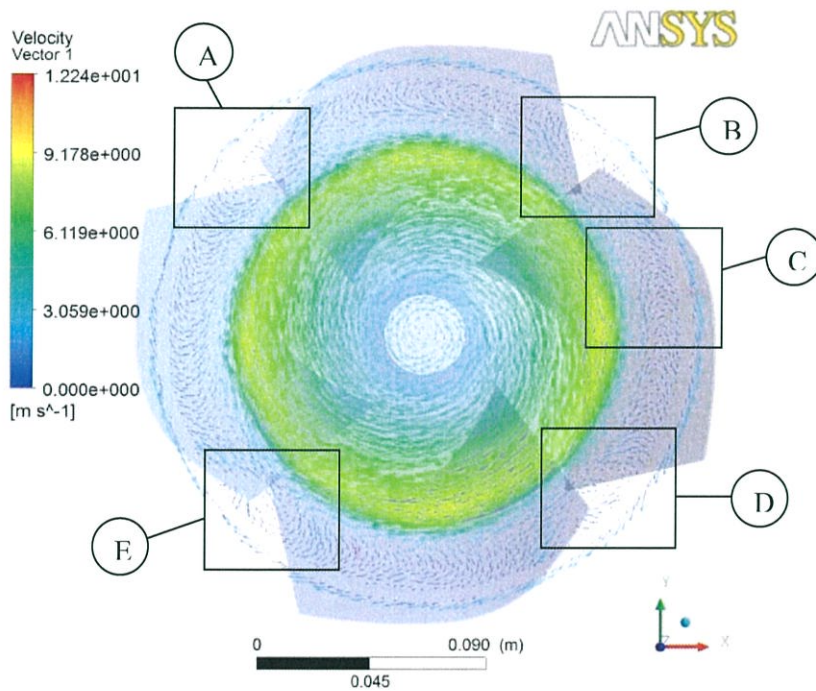 ANSYS
Velocity
Vector 1
1.224e+001
9.178e+000
6.119e+000
3.059e+000
0.000e+000
[m s^-1]
A
B
C
D
E
Y
Z
X
0
0.090 (m)
0.045